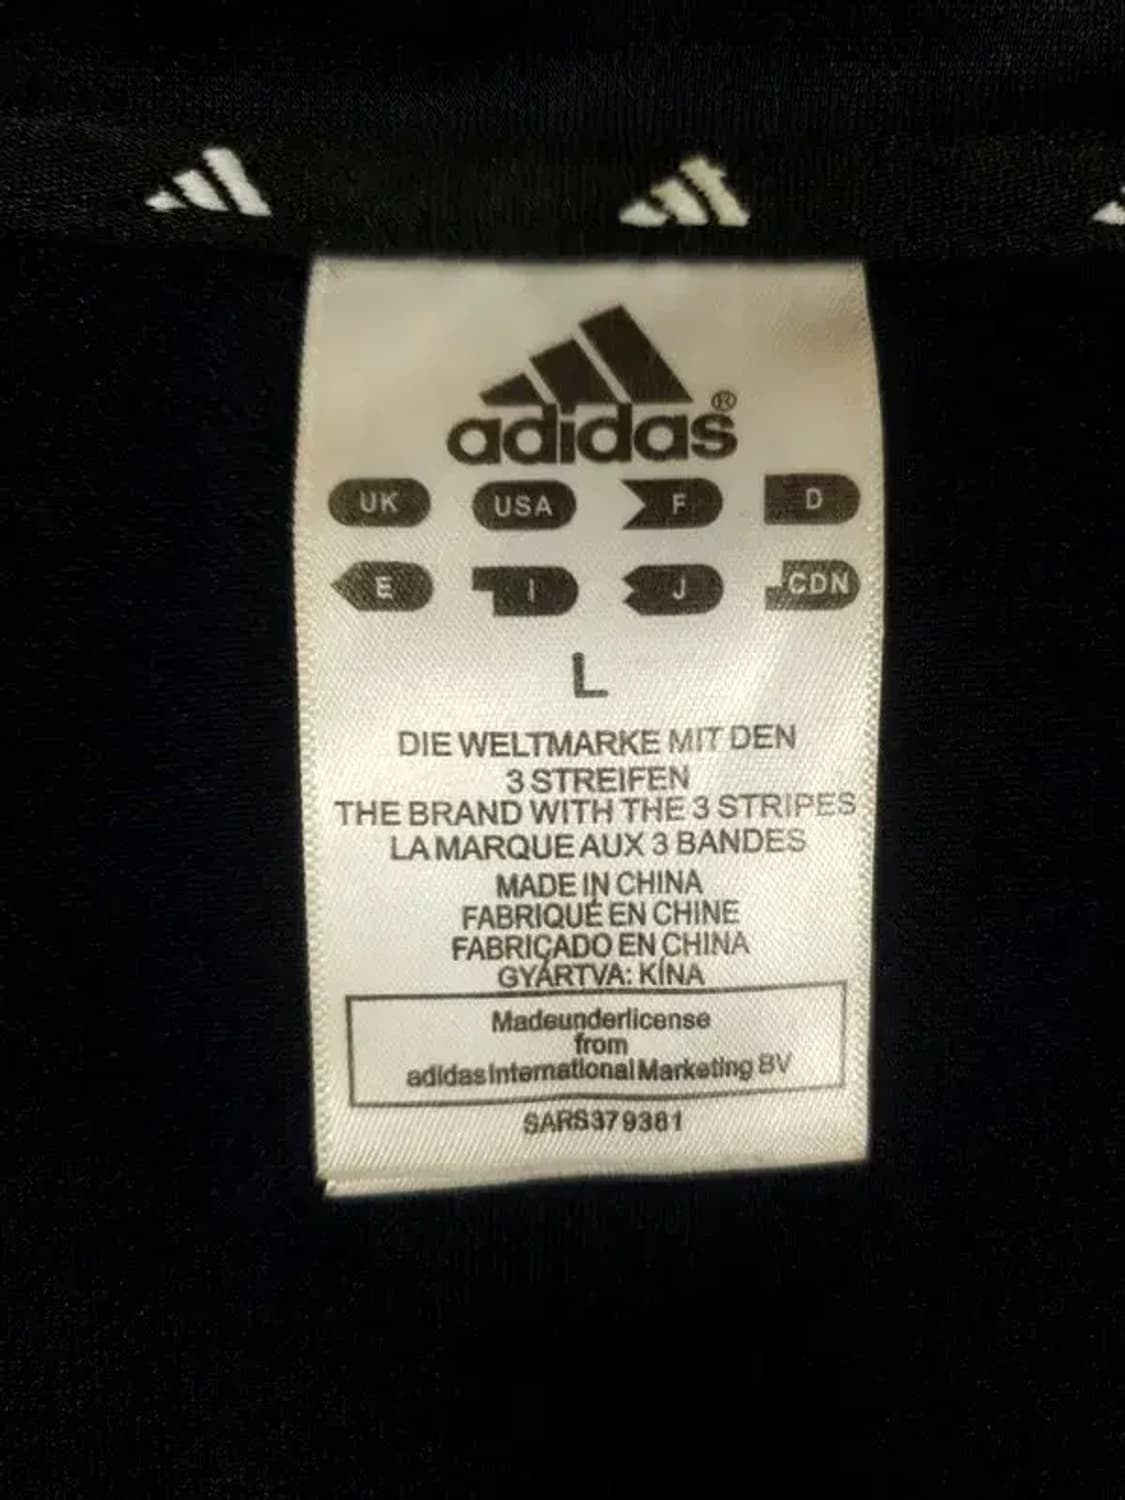 adidas®
UK USA F D
E I J CDN
L
DIE WELTMARKE MIT DEN
3 STREIFEN
THE BRAND WITH THE 3 STRIPES
LA MARQUE AUX 3 BANDES
MADE IN CHINA
FABRIQUÉ EN CHINE
FABRIÇADO EN CHINA
GYÁRTVA: KÍNA
Madeunderlicense
from
adidasInternationalMarketing BV
SARS379381